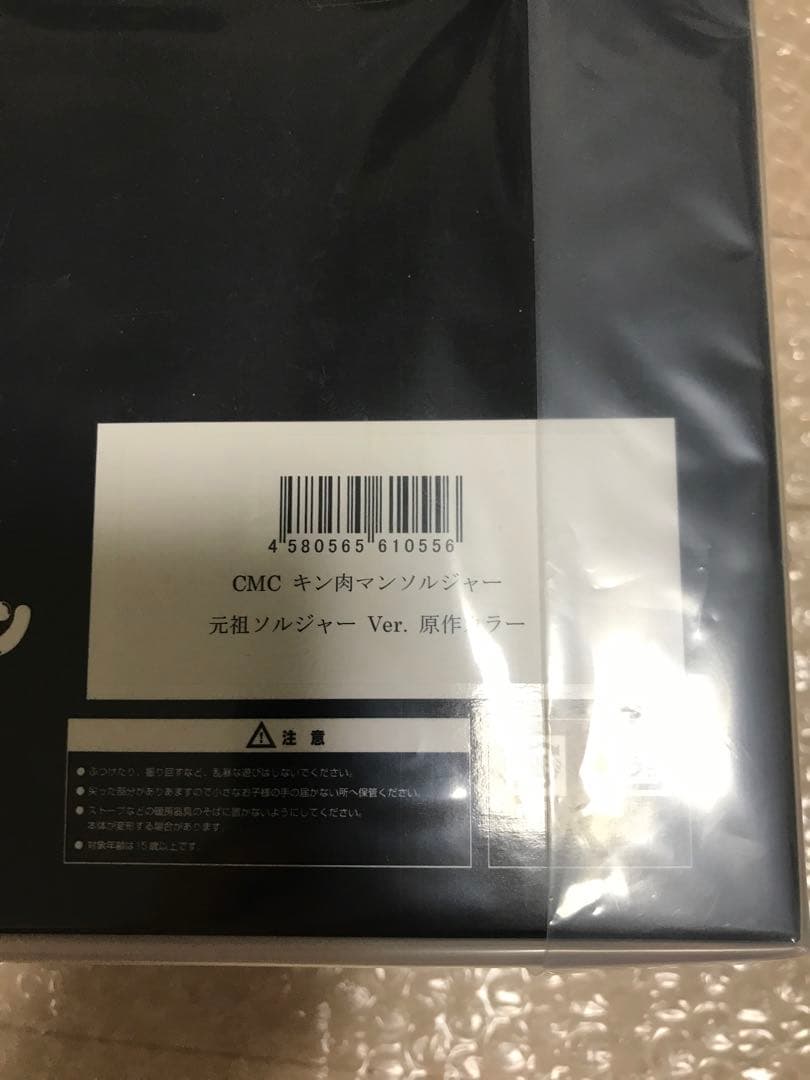 4 580565 610556
CMC キン肉マンソルジャー
元祖ソルジャー Ver. 原作カラー
注 意
● ぶつけたり、振り回すなど、乱暴な遊びはしないでください。
● 尖った部分がありあますので小さなお子様の手の届かない所へ保管ください。
● ストーブなどの暖房器具のそばに置かないようにしてください。
本体が変形する場合があります。
● 対象年齢は15歳以上です。